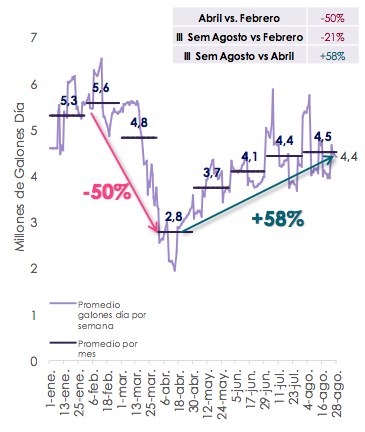 Abril vs. Febrero -50%
III Sem Agosto vs Febrero -21%
III Sem Agosto vs Abril +58%
Millones de Galones Día
7
6
5
4
3
2
1
0
5,3
5,6
4,8
2,8
3,7
4,1
4,4
4,5
4,4
-50%
+58%
Promedio
galones día por
semana
Promedio por
mes
1-ene.
13-ene.
25-ene.
6-feb.
18-feb.
1-mar.
13-mar.
25-mar.
6-abr.
18-abr.
30-abr.
12-may.
24-may.
5-jun.
17-jun.
29-jun.
11-jul.
23-jul.
4-ago.
16-ago.
28-ago.